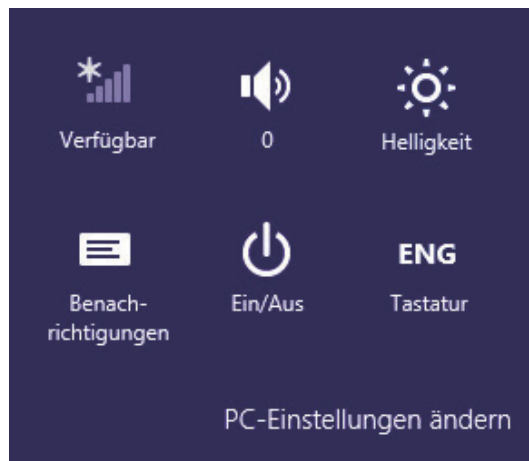 Verfügbar
0
Helligkeit
ENG
Benach-
richtigungen
Ein/Aus
Tastatur
PC-Einstellungen ändern